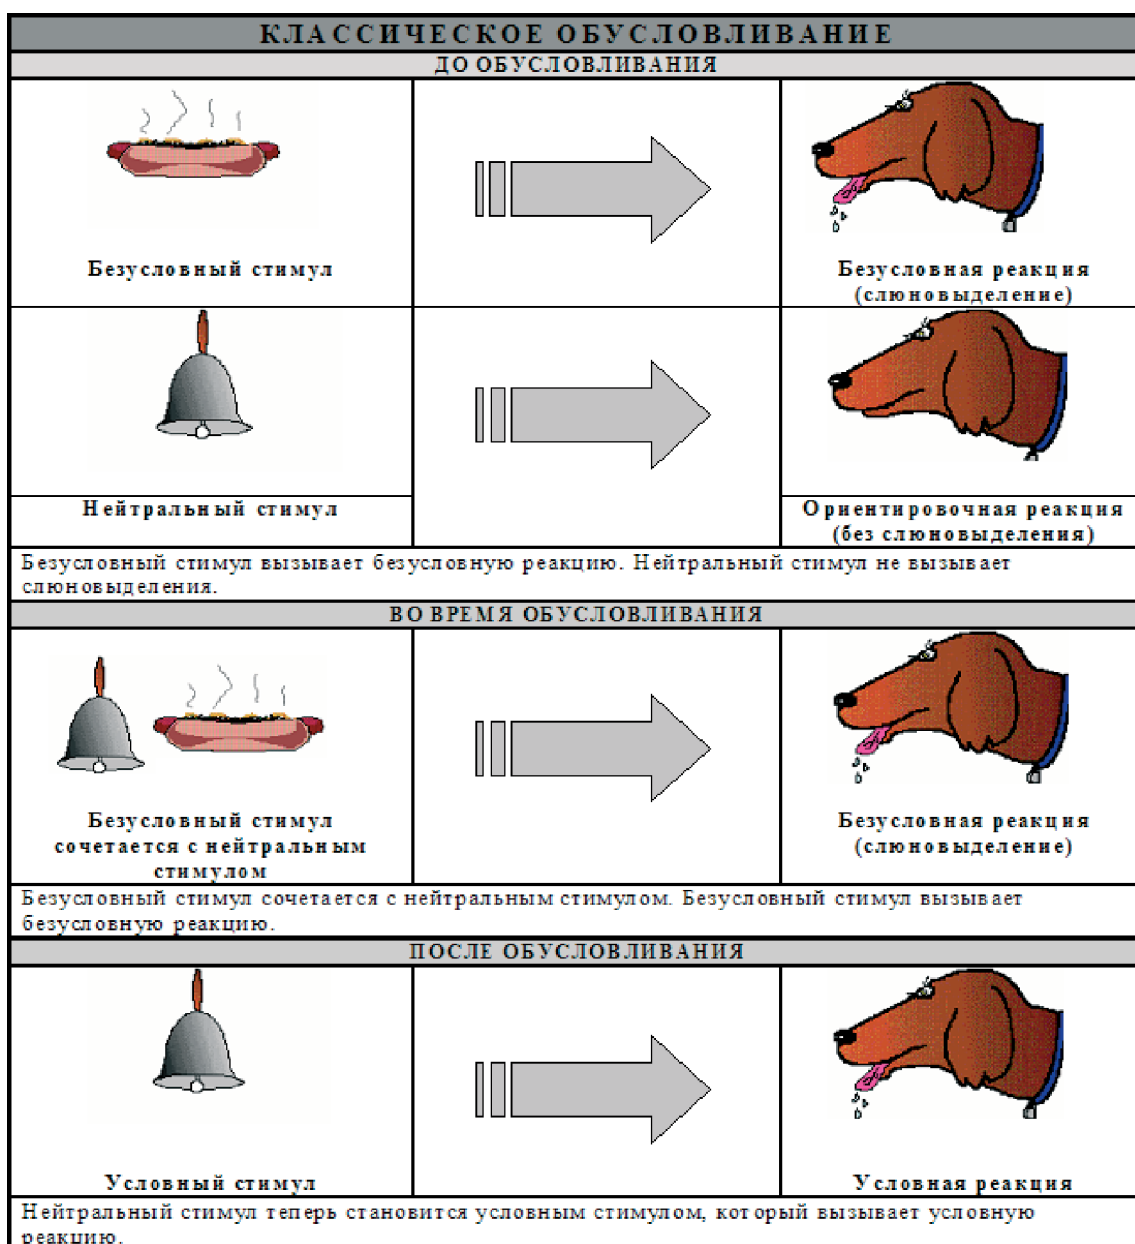 КЛАССИЧЕСКОЕ ОБУСЛОВЛИВАНИЕ
ДО ОБУСЛОВЛИВАНИЯ
Безусловный стимул
Безусловная реакция
(слюновыделение)
Нейтральный стимул
Ориентировочная реакция
(без слюновыделения)
Безусловный стимул вызывает безусловную реакцию. Нейтральный стимул не вызывает
слюновыделения.
ВО ВРЕМЯ ОБУСЛОВЛИВАНИЯ
Безусловный стимул
сочетается с нейтральным
стимулом
Безусловная реакция
(слюновыделение)
Безусловный стимул сочетается с нейтральным стимулом. Безусловный стимул вызывает
безусловную реакцию.
ПОСЛЕ ОБУСЛОВЛИВАНИЯ
Условный стимул
Условная реакция
Нейтральный стимул теперь становится условным стимулом, который вызывает условную
реакцию.